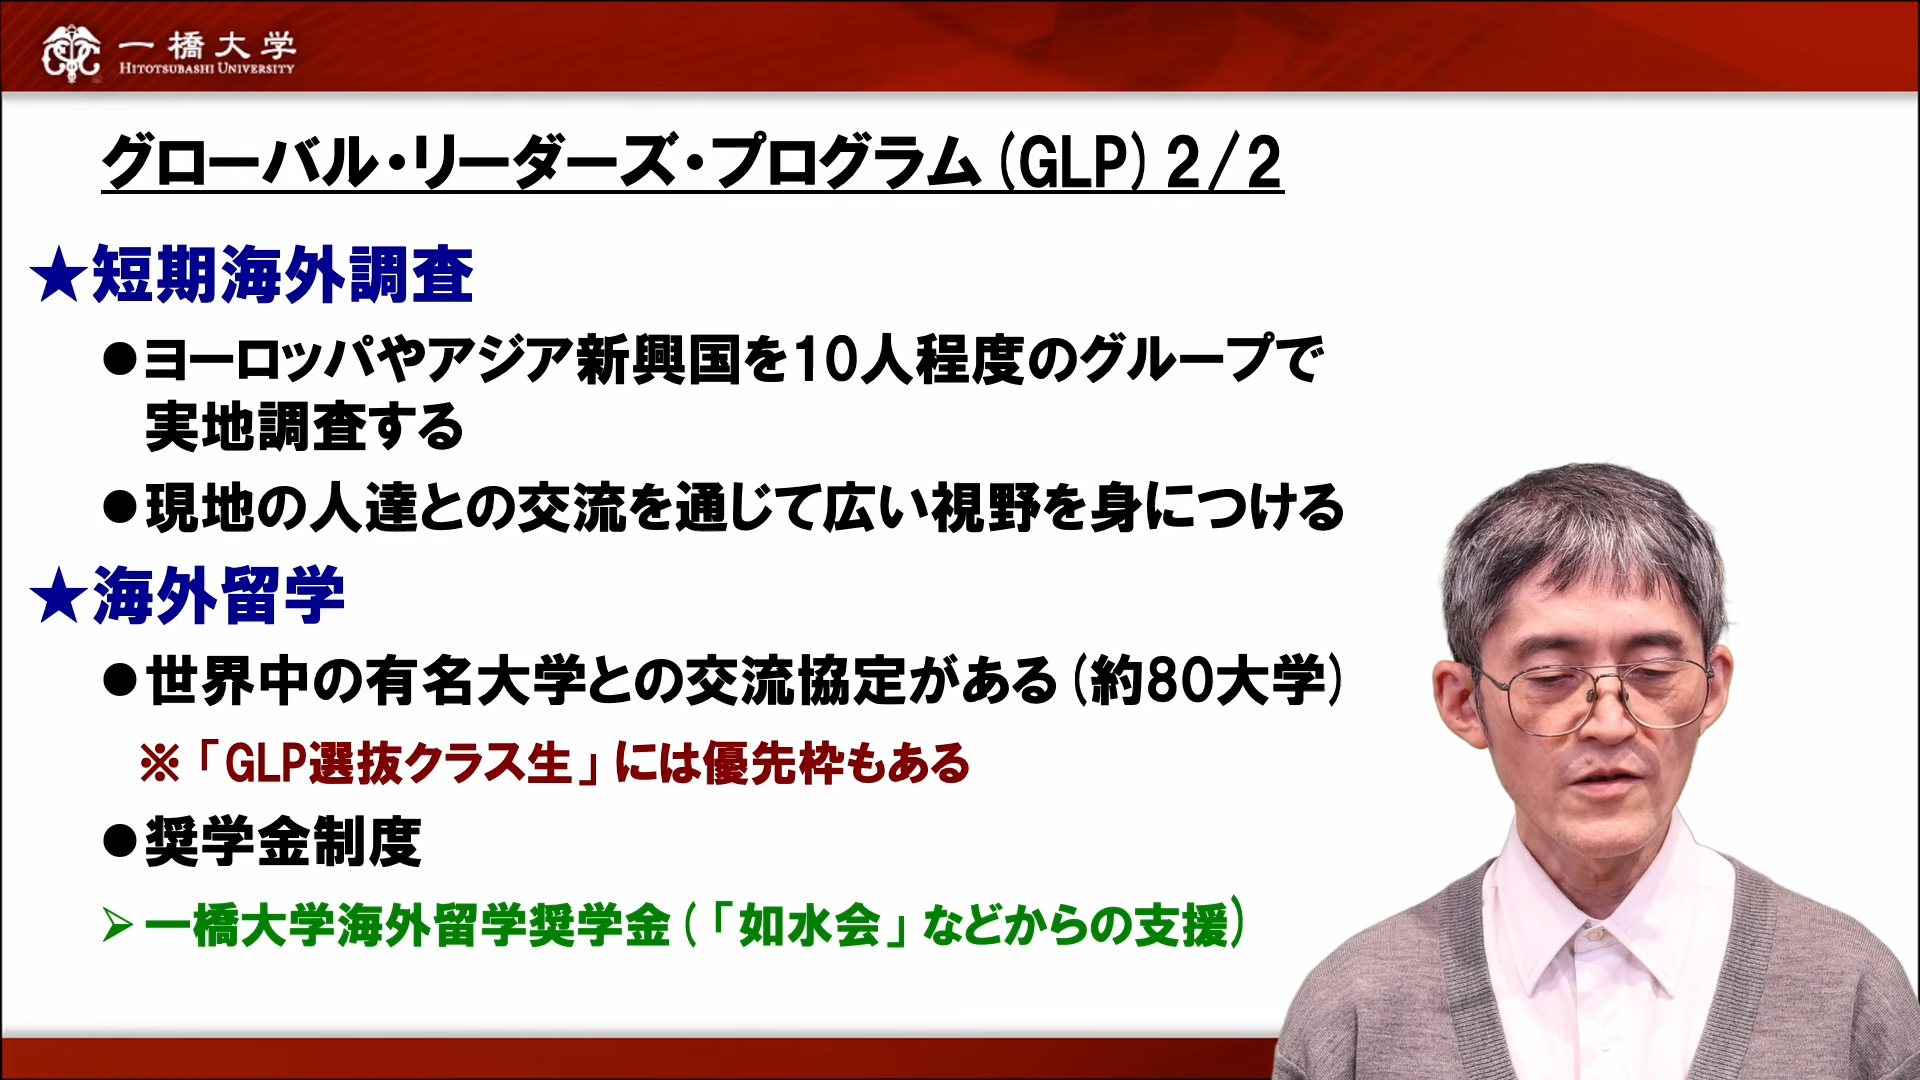 一橋大学
HITOTSUBASHI UNIVERSITY
グローバル・リーダーズ・プログラム(GLP)2/2
★短期海外調査
●ヨーロッパやアジア新興国を10人程度のグループで
実地調査する
●現地の人達との交流を通じて広い視野を身につける
★海外留学
●世界中の有名大学との交流協定がある(約80大学)
※「GLP選抜クラス生」には優先枠もある
●奨学金制度
➢一橋大学海外留学奨学金(「如水会」などからの支援)